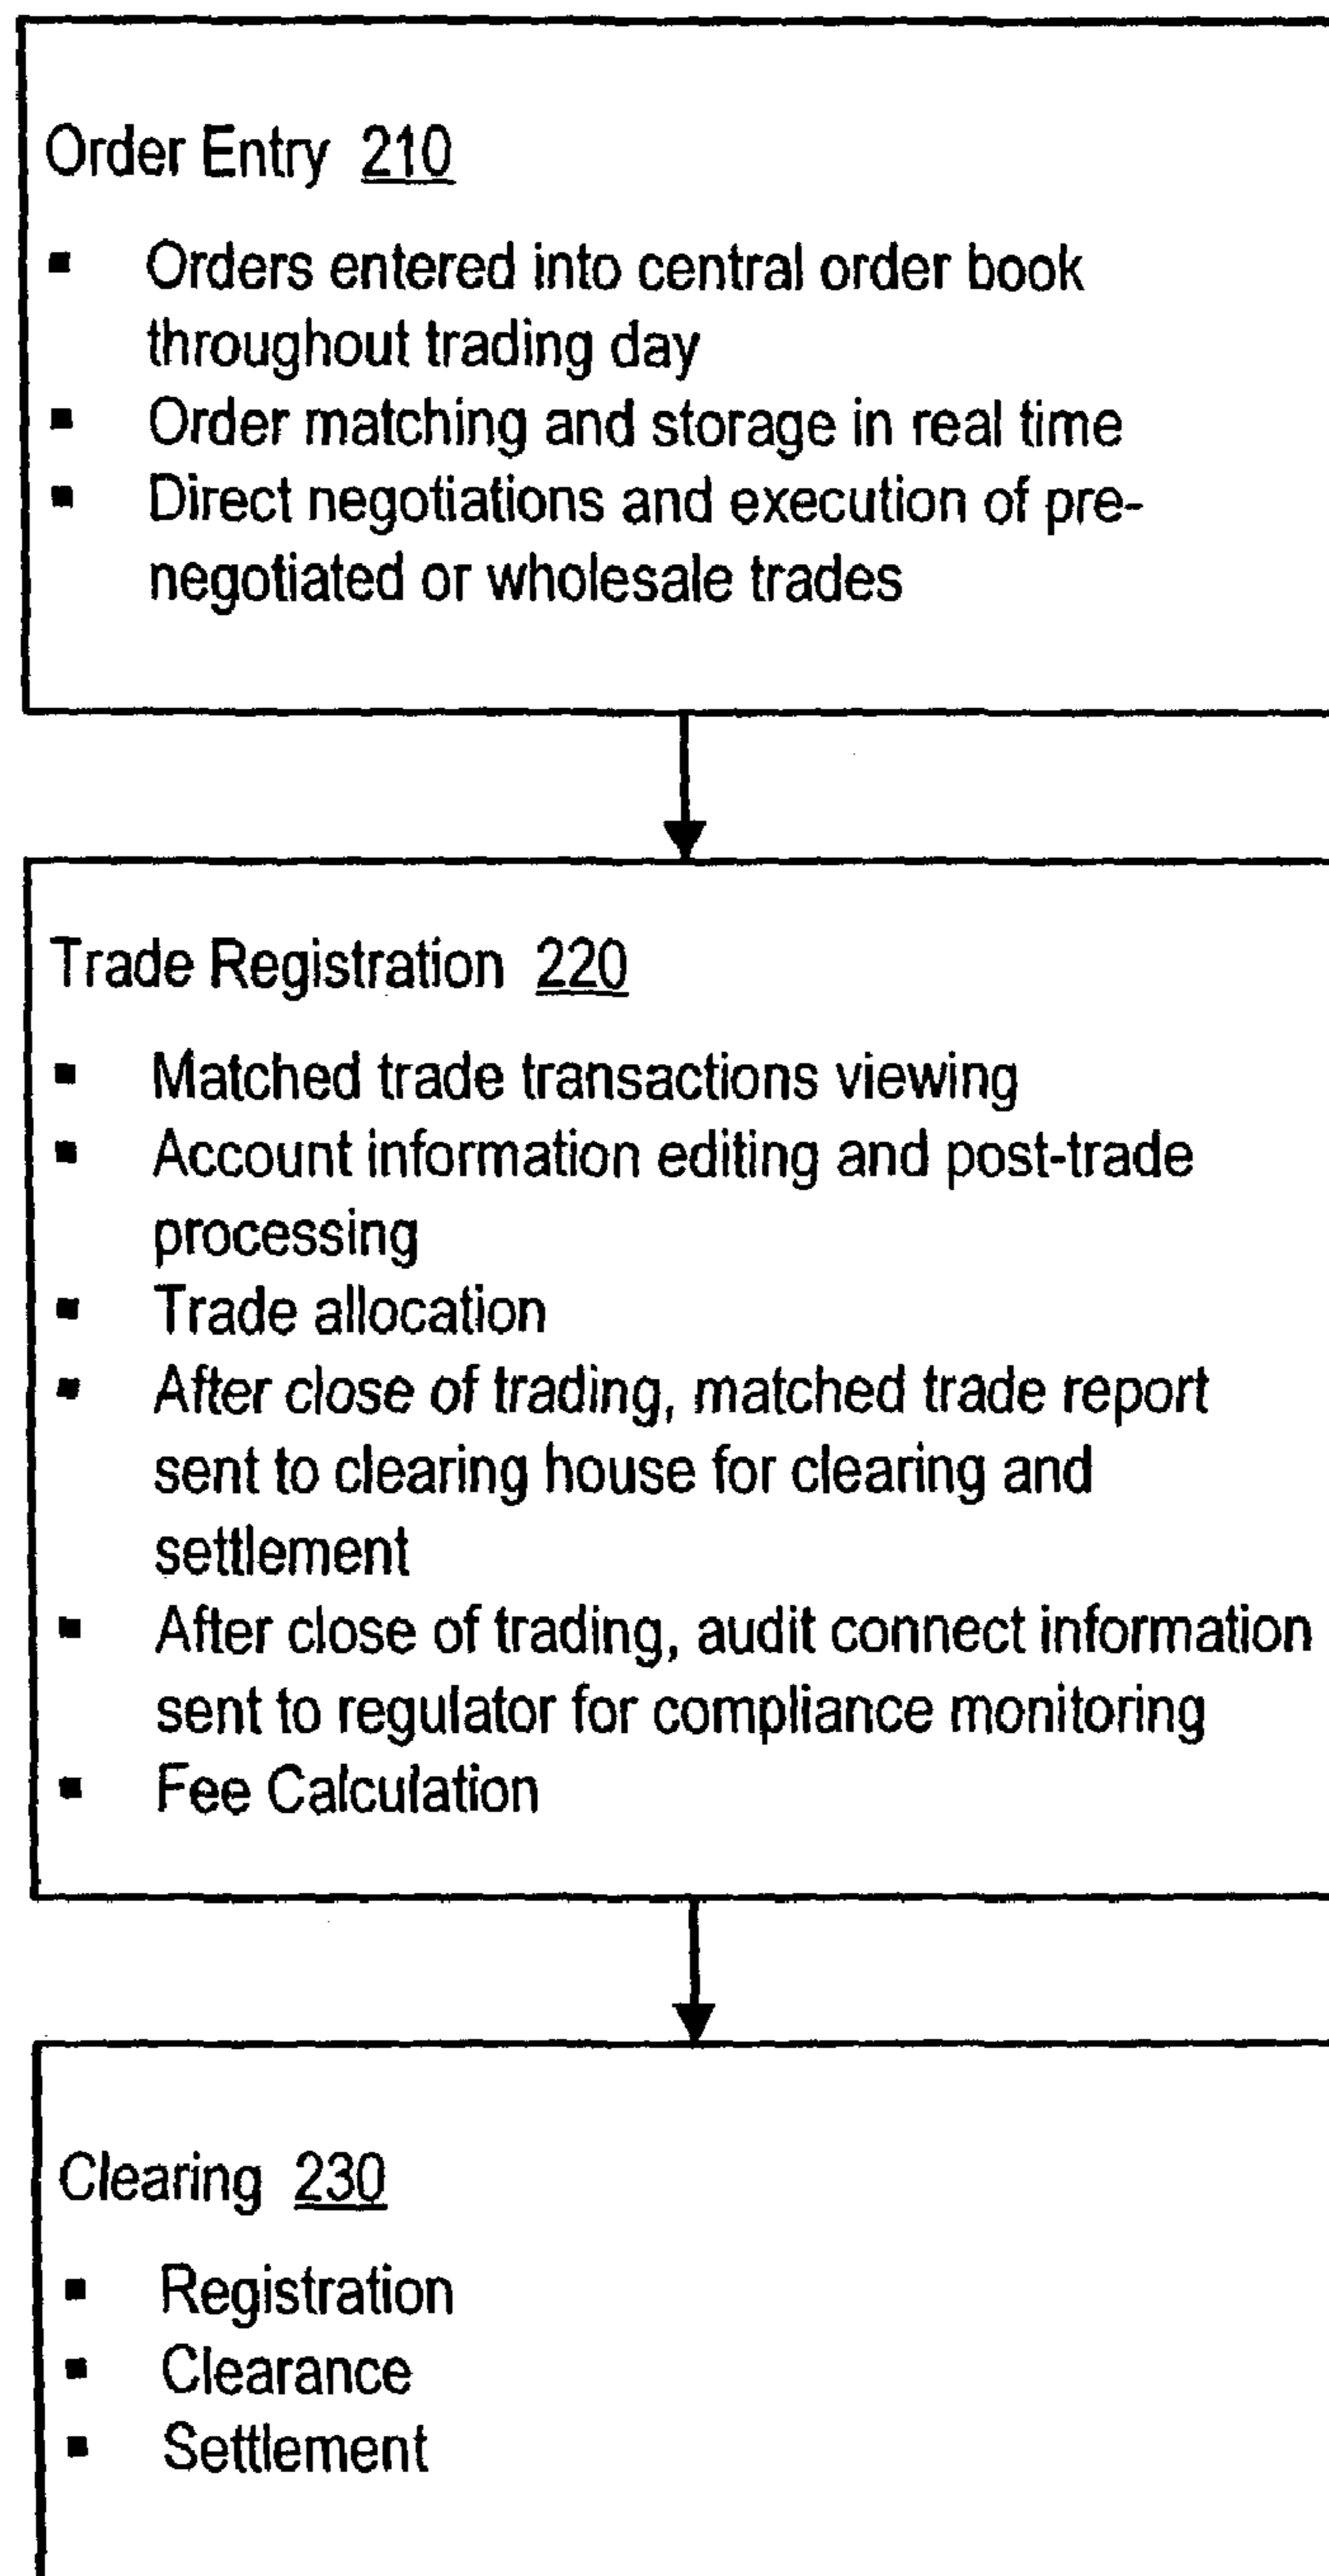 Order Entry 210
▪ Orders entered into central order book
throughout trading day
▪ Order matching and storage in real time
▪ Direct negotiations and execution of pre-
negotiated or wholesale trades
Trade Registration 220
▪ Matched trade transactions viewing
▪ Account information editing and post-trade
processing
▪ Trade allocation
▪ After close of trading, matched trade report
sent to clearing house for clearing and
settlement
▪ After close of trading, audit connect information
sent to regulator for compliance monitoring
▪ Fee Calculation
Clearing 230
▪ Registration
▪ Clearance
▪ Settlement